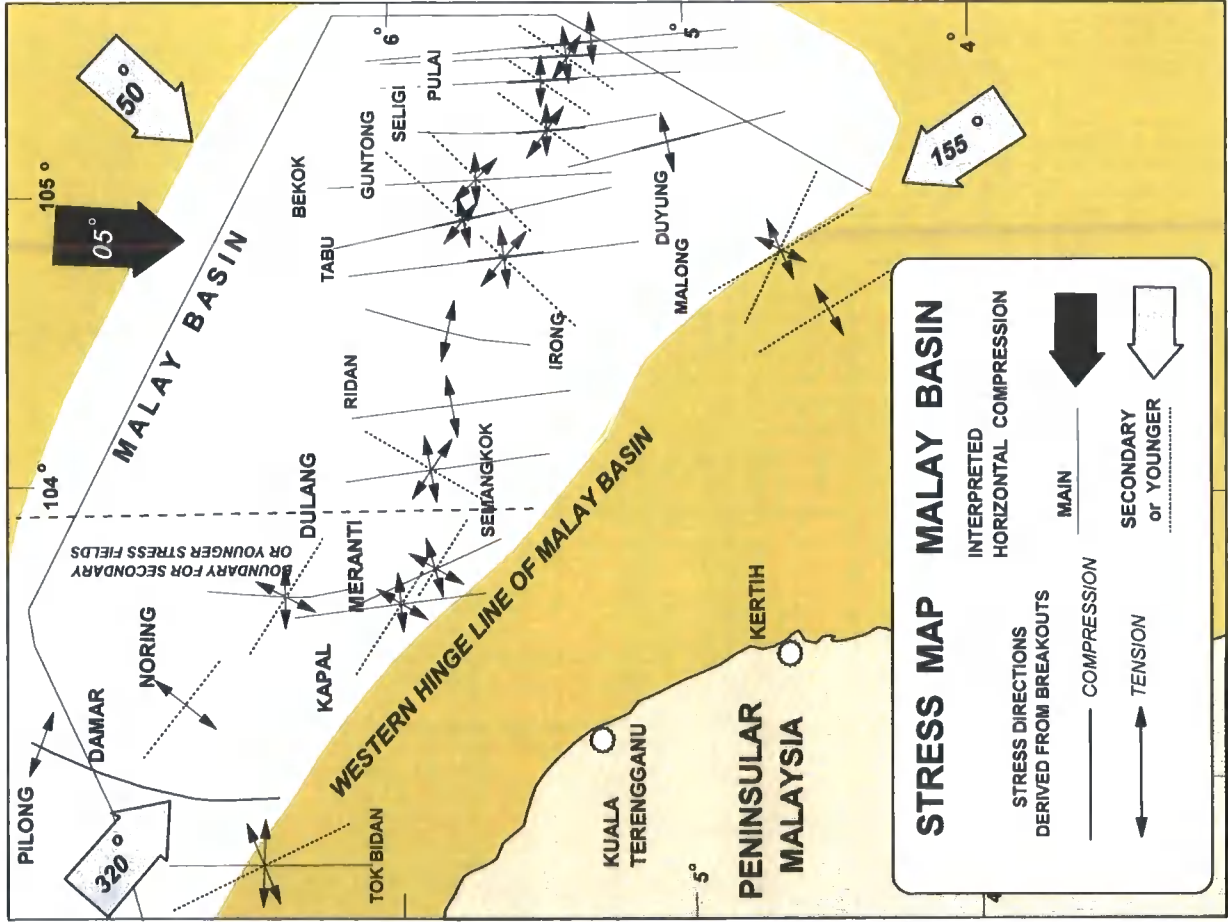 PILONG
320°
DAMAR
NORING
TOK BIDAN
KAPAL
MERANTI
DULANG
BOUNDARY FOR SECONDARY
OR YOUNGER STRESS FIELDS
SEMANGKOK
RIDAN
IRONG
TABU
BEKOK
GUNTONG
SELIGI
PULAI
DUYUNG
MALONG
MALAY BASIN
104°
105°
05°
50°
155°
6°
5°
4°
WESTERN HINGE LINE OF MALAY BASIN
KUALA
TERENGGANU
KERTIH
PENINSULAR
MALAYSIA
5°
STRESS MAP MALAY BASIN
STRESS DIRECTIONS
DERIVED FROM BREAKOUTS
COMPRESSION
TENSION
INTERPRETED
HORIZONTAL COMPRESSION
MAIN
SECONDARY
or YOUNGER